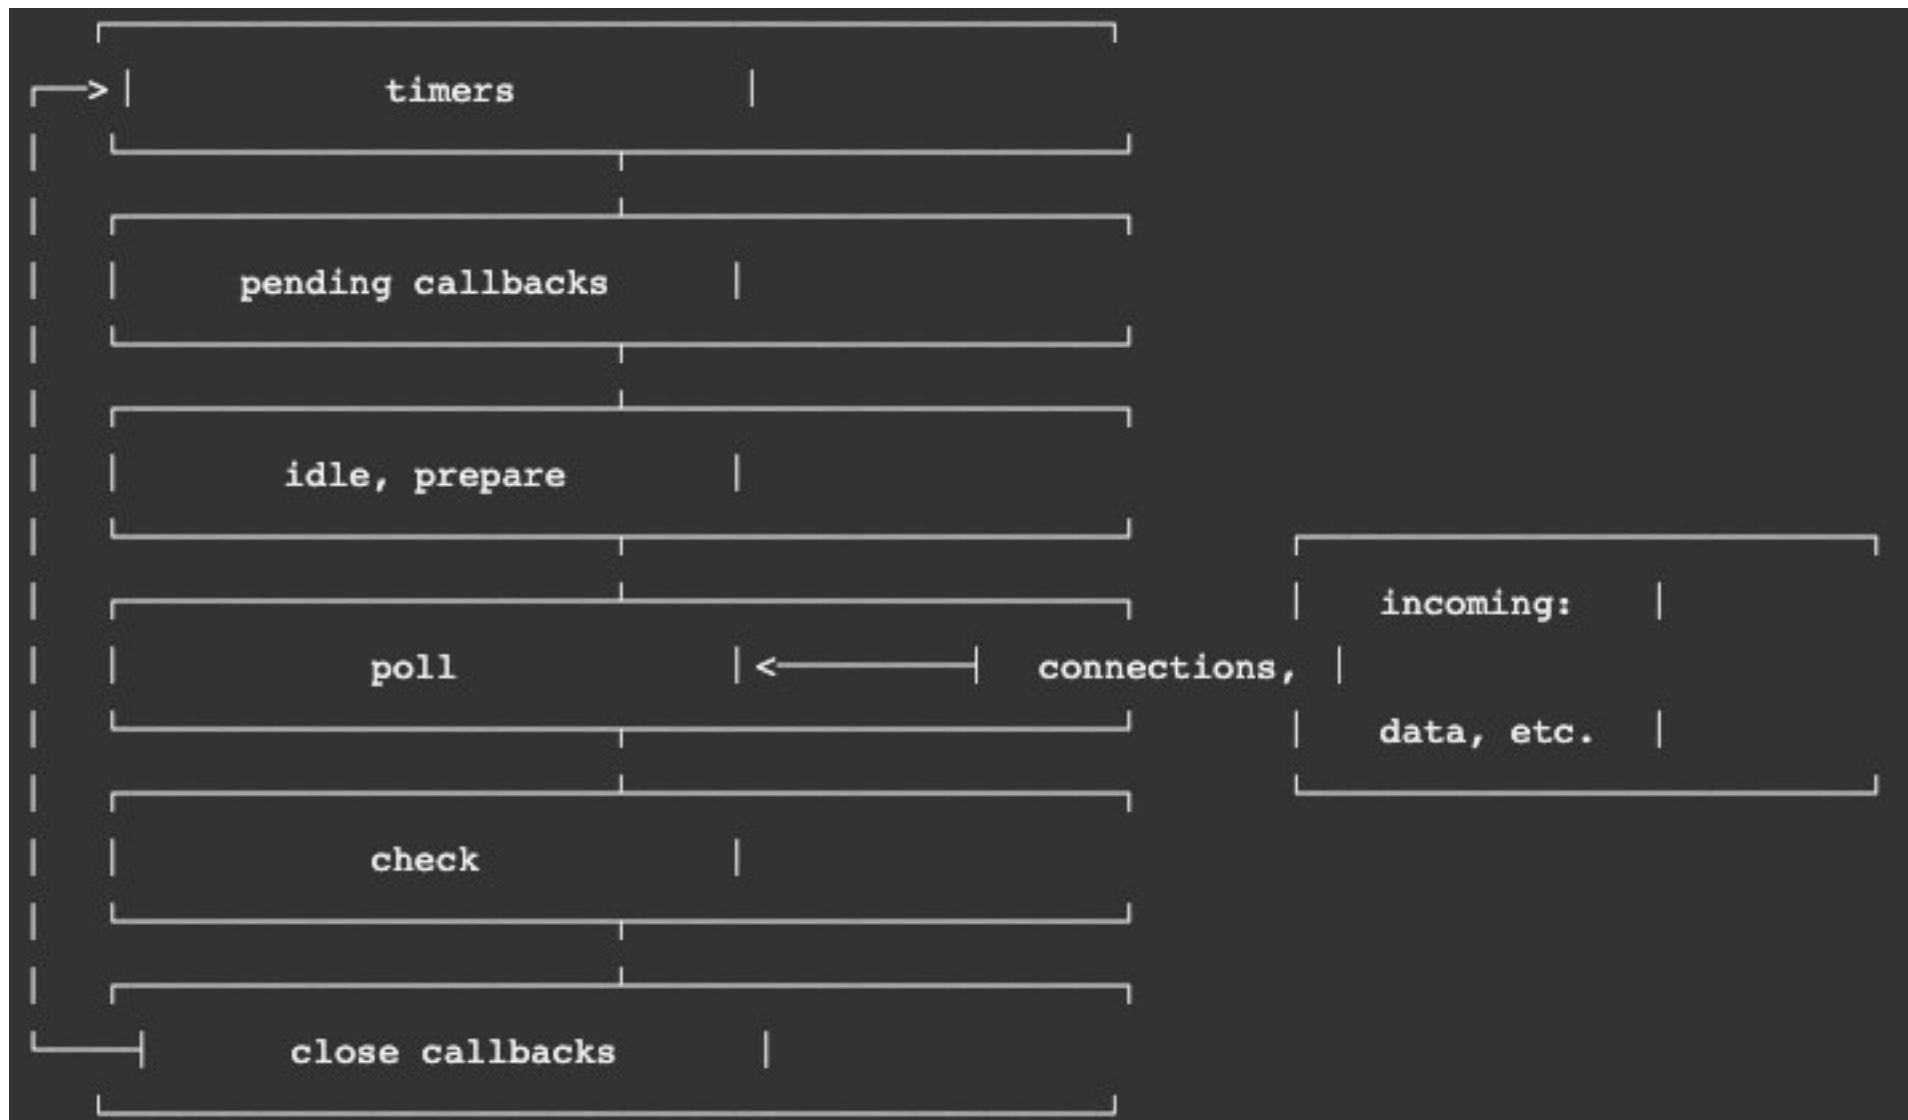 timers
pending callbacks
idle, prepare
incoming:
poll
connections,
data, etc.
check
close callbacks